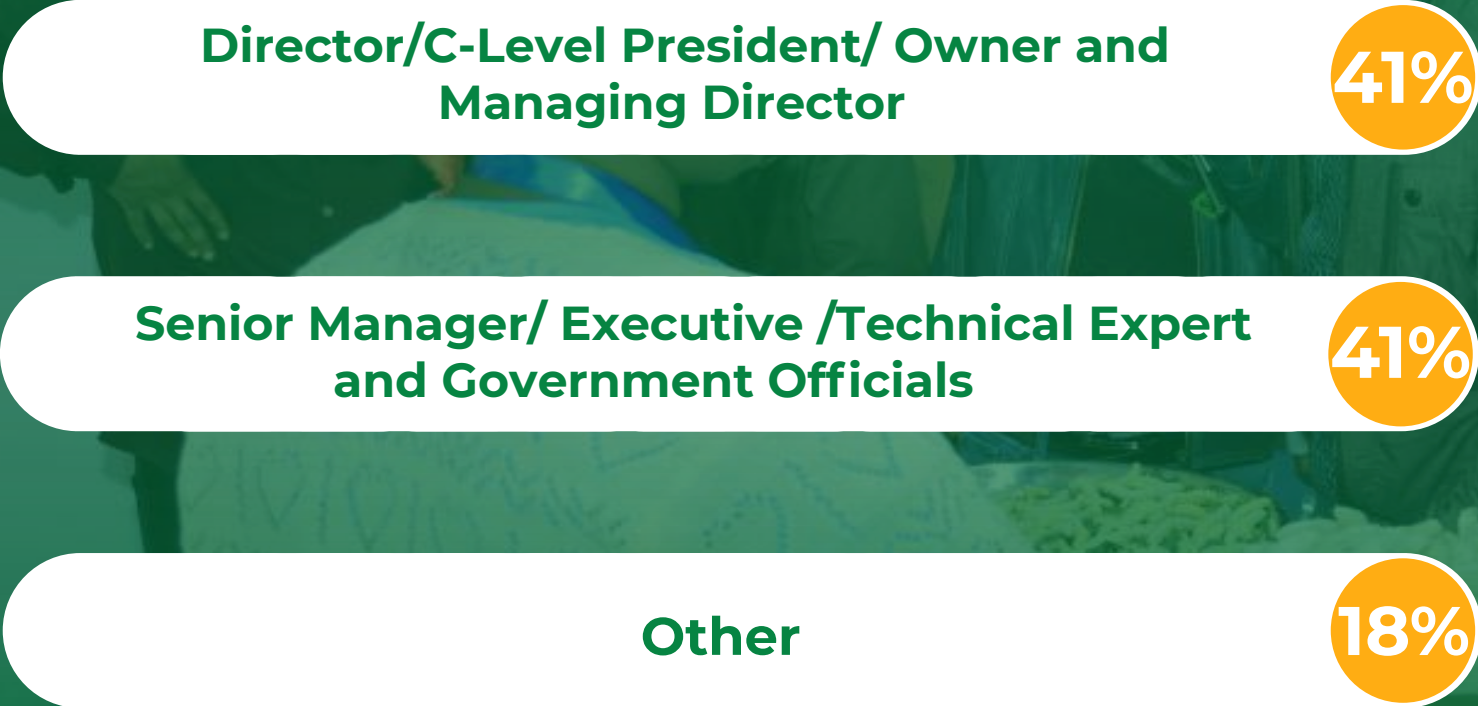 Director/C-Level President/ Owner and
Managing Director
41%
Senior Manager/ Executive /Technical Expert
and Government Officials
41%
Other
18%